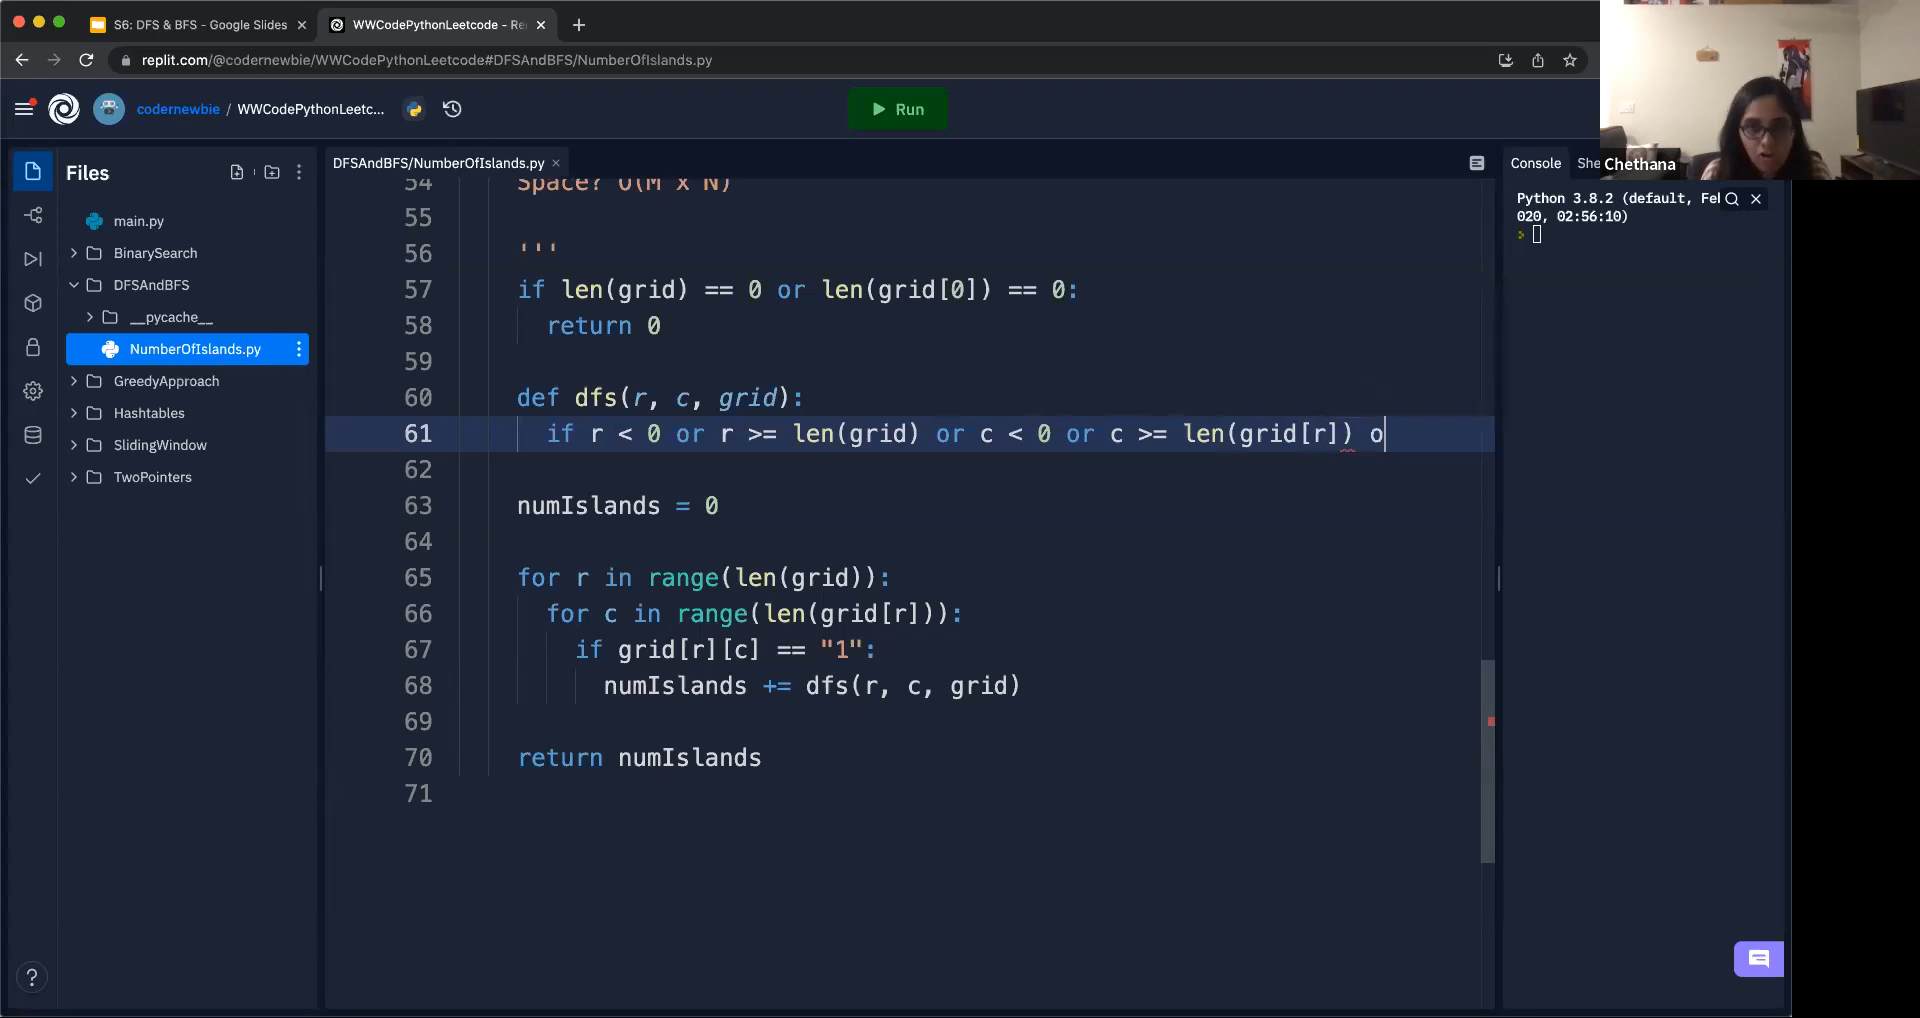 S6: DFS & BFS - Google Slides
WWCodePythonLeetcode - Re
replit.com/@codernewbie/WWCodePythonLeetcode#DFSAndBFS/NumberOfIslands.py
codernewbie / WWCodePythonLeetc...
Run
Files
main.py
BinarySearch
DFSAndBFS
__pycache__
NumberOfIslands.py
GreedyApproach
Hashtables
SlidingWindow
TwoPointers
DFSAndBFS/NumberOfIslands.py
54 Space? O(M x N)
55
56 '''
57 if len(grid) == 0 or len(grid[0]) == 0:
58 return 0
59
60 def dfs(r, c, grid):
61 if r < 0 or r >= len(grid) or c < 0 or c >= len(grid[r]) o
62
63 numIslands = 0
64
65 for r in range(len(grid)):
66 for c in range(len(grid[r])):
67 if grid[r][c] == "1":
68 numIslands += dfs(r, c, grid)
69
70 return numIslands
71
Console
She
Chethana
Python 3.8.2 (default, Fe
020, 02:56:10)
?